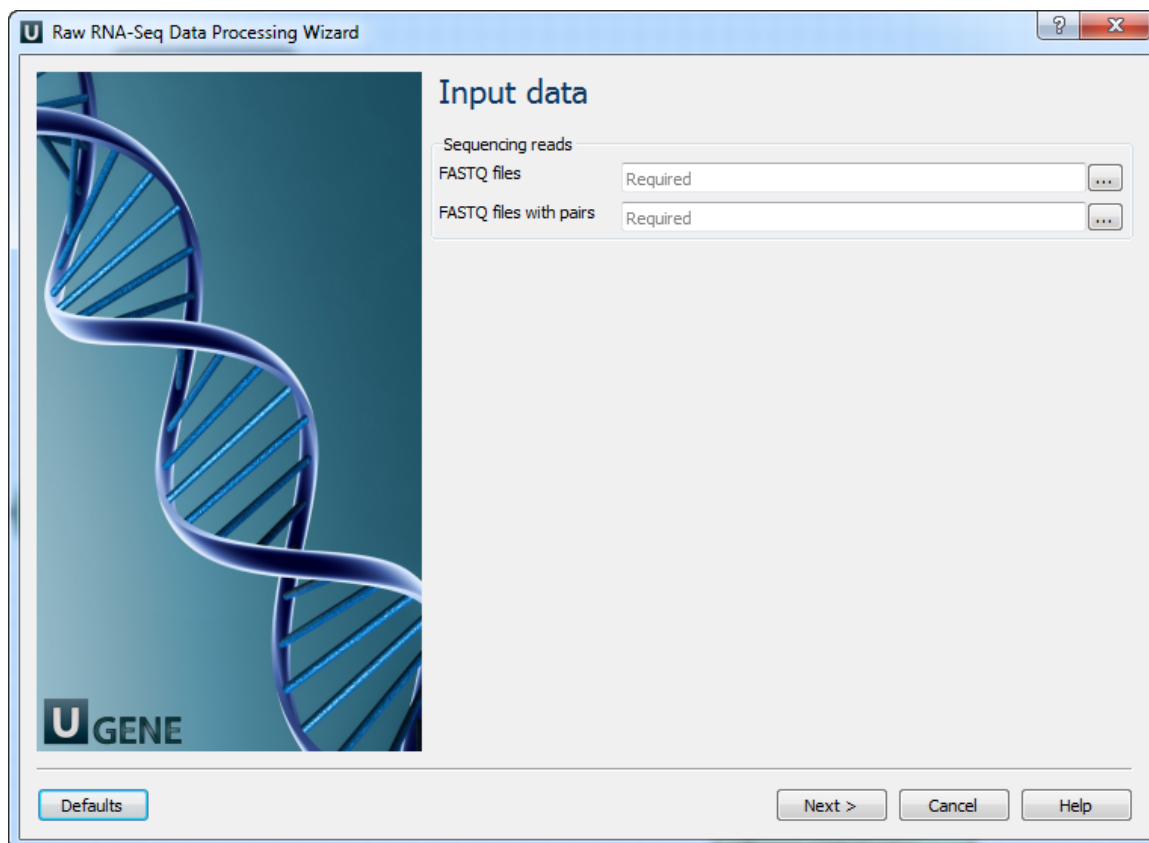 U Raw RNA-Seq Data Processing Wizard
Input data
Sequencing reads
FASTQ files Required ...
FASTQ files with pairs Required ...
U GENE
Defaults Next > Cancel Help